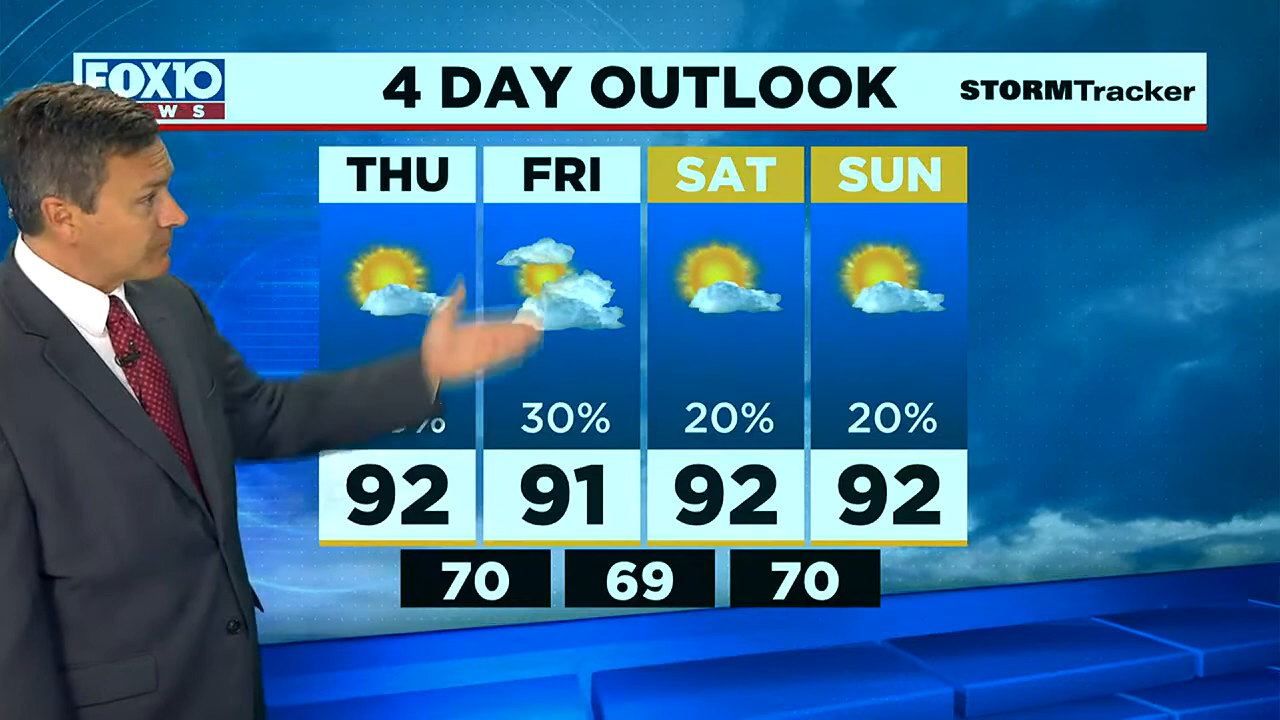 FOX10
WS
4 DAY OUTLOOK
STORMTracker
THU FRI SAT SUN
% 30% 20% 20%
92 91 92 92
70 69 70